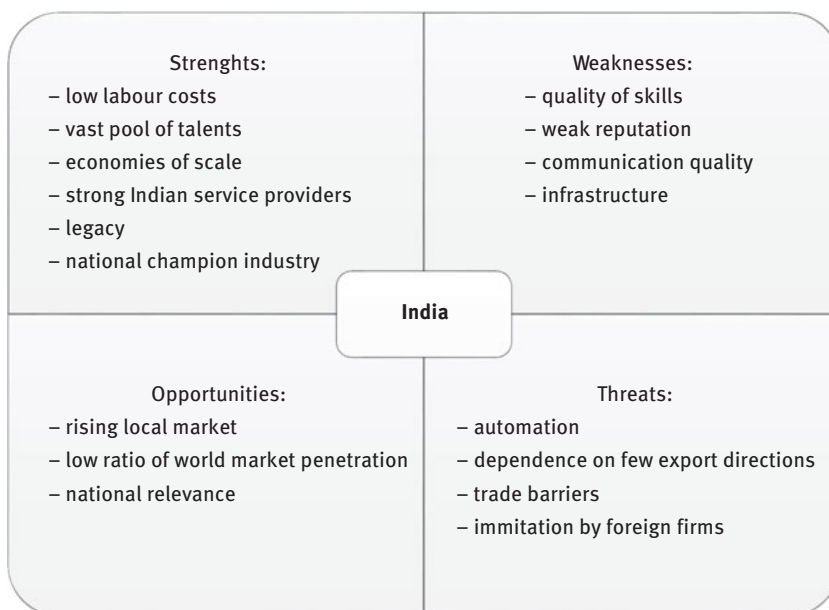 Strenghts:
– low labour costs
– vast pool of talents
– economies of scale
– strong Indian service providers
– legacy
– national champion industry
Weaknesses:
– quality of skills
– weak reputation
– communication quality
– infrastructure
India
Opportunities:
– rising local market
– low ratio of world market penetration
– national relevance
Threats:
– automation
– dependence on few export directions
– trade barriers
– immitation by foreign firms